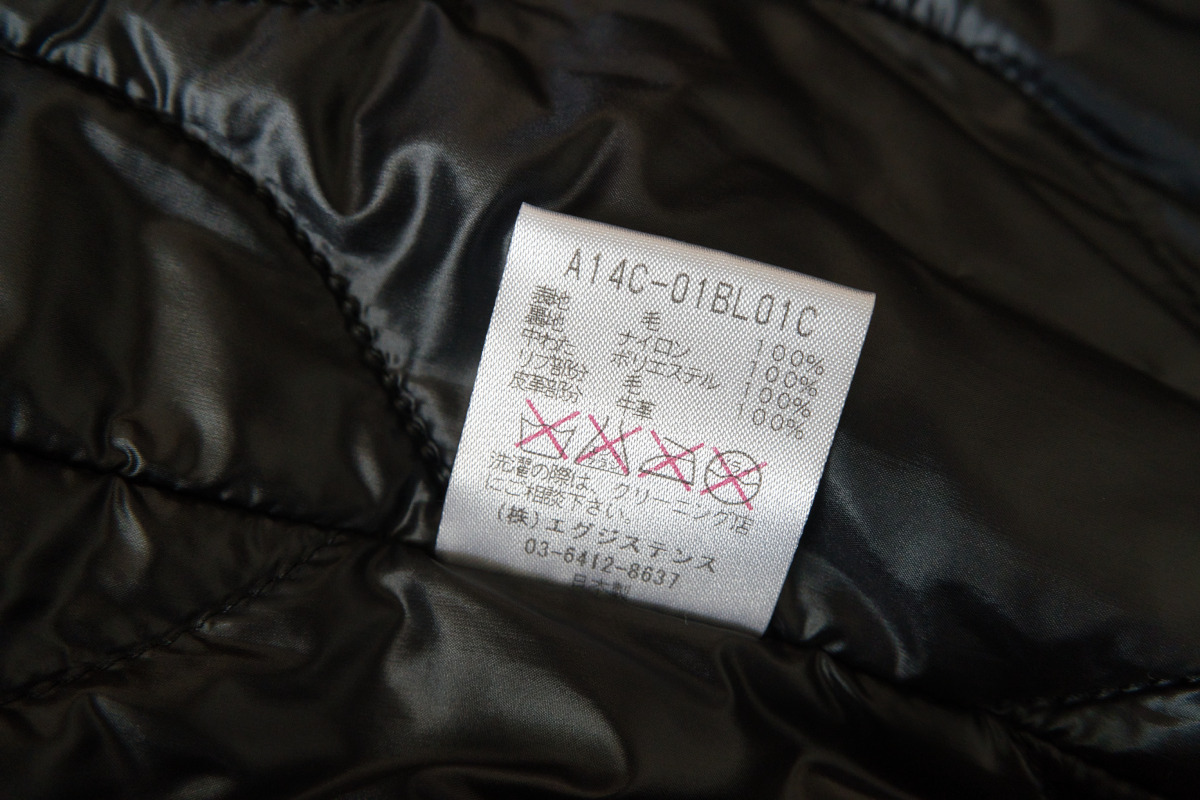 A14C-01BL01C
表地 毛 100%
裏地 ナイロン 100%
中わた ポリエステル 100%
リブ部分 毛 100%
皮革部分 牛革
洗濯の際は、クリーニング店
にご相談下さい。
(株)エグジステンス
03-6412-8637
日本製